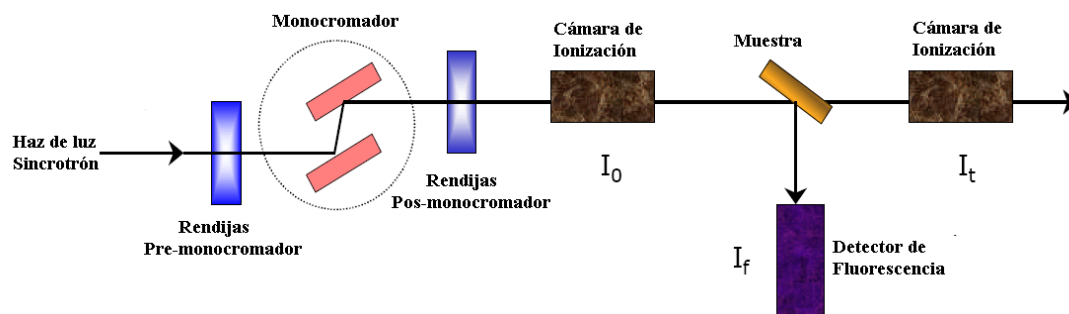 Monocromador
Cámara de
Ionización
Muestra
Cámara de
Ionización
Haz de luz
Sincrotrón
Rendijas
Pre-monocromador
Rendijas
Pos-monocromador
I0
It
If
Detector de
Fluorescencia